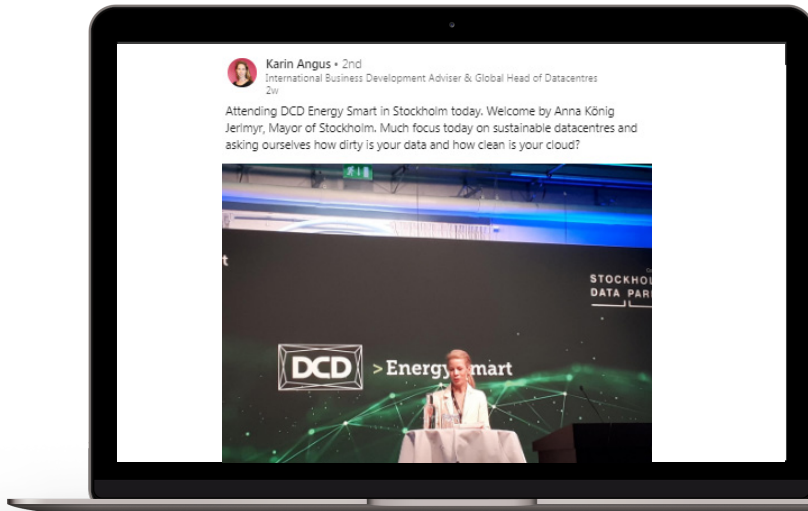 Karin Angus • 2nd
International Business Development Adviser & Global Head of Datacentres
2w
Attending DCD Energy Smart in Stockholm today. Welcome by Anna König
Jerlmyr, Mayor of Stockholm. Much focus today on sustainable datacentres and
asking ourselves how dirty is your data and how clean is your cloud?
t
STOCKHOL
DATA PAR
DCD >Energy mart